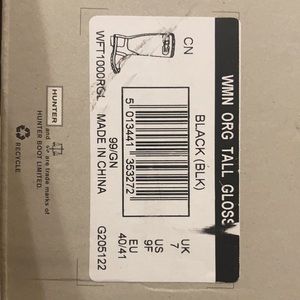 WMN ORG TALL GLOSS
CN
BLACK (BLK)
UK US EU
7 9F 40/41
5 013441 353272
WFT1000RGL
99/GN
MADE IN CHINA
G205122
HUNTER
and are trade marks of
HUNTER BOOT LIMITED.
RECYCLE